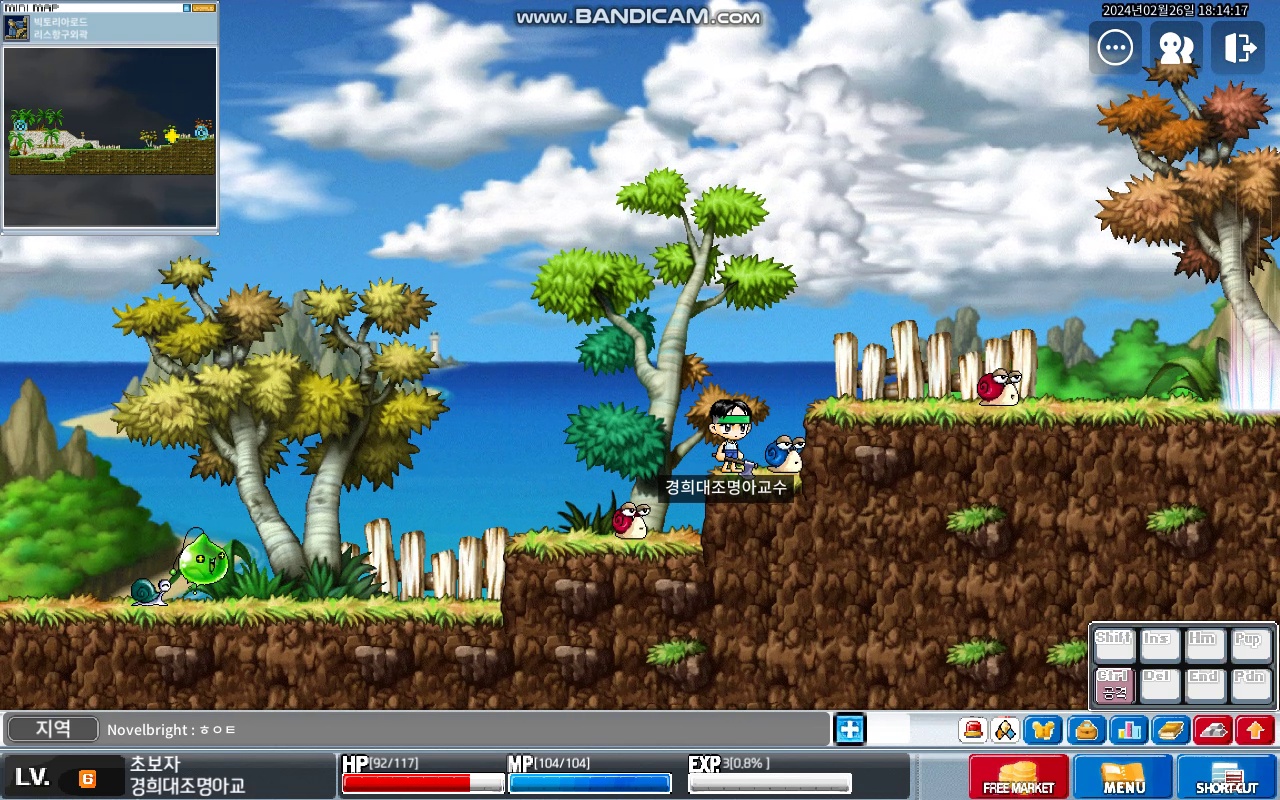 MINI MAP
WORLD
빅토리아로드
리스항구외곽
www.BANDICAM.com
2024년02월26일 18:14:17
경희대조명아교수
Shift Ins Hm Pup
Ctrl Del End Pdn
공격
지역 Novelbright : ㅎㅇㅌ
LV. 6
초보자
경희대조명아교
HP[92/117] MP[104/104] EXP 3[0.8% ]
FREE MARKET MENU SHORTCUT